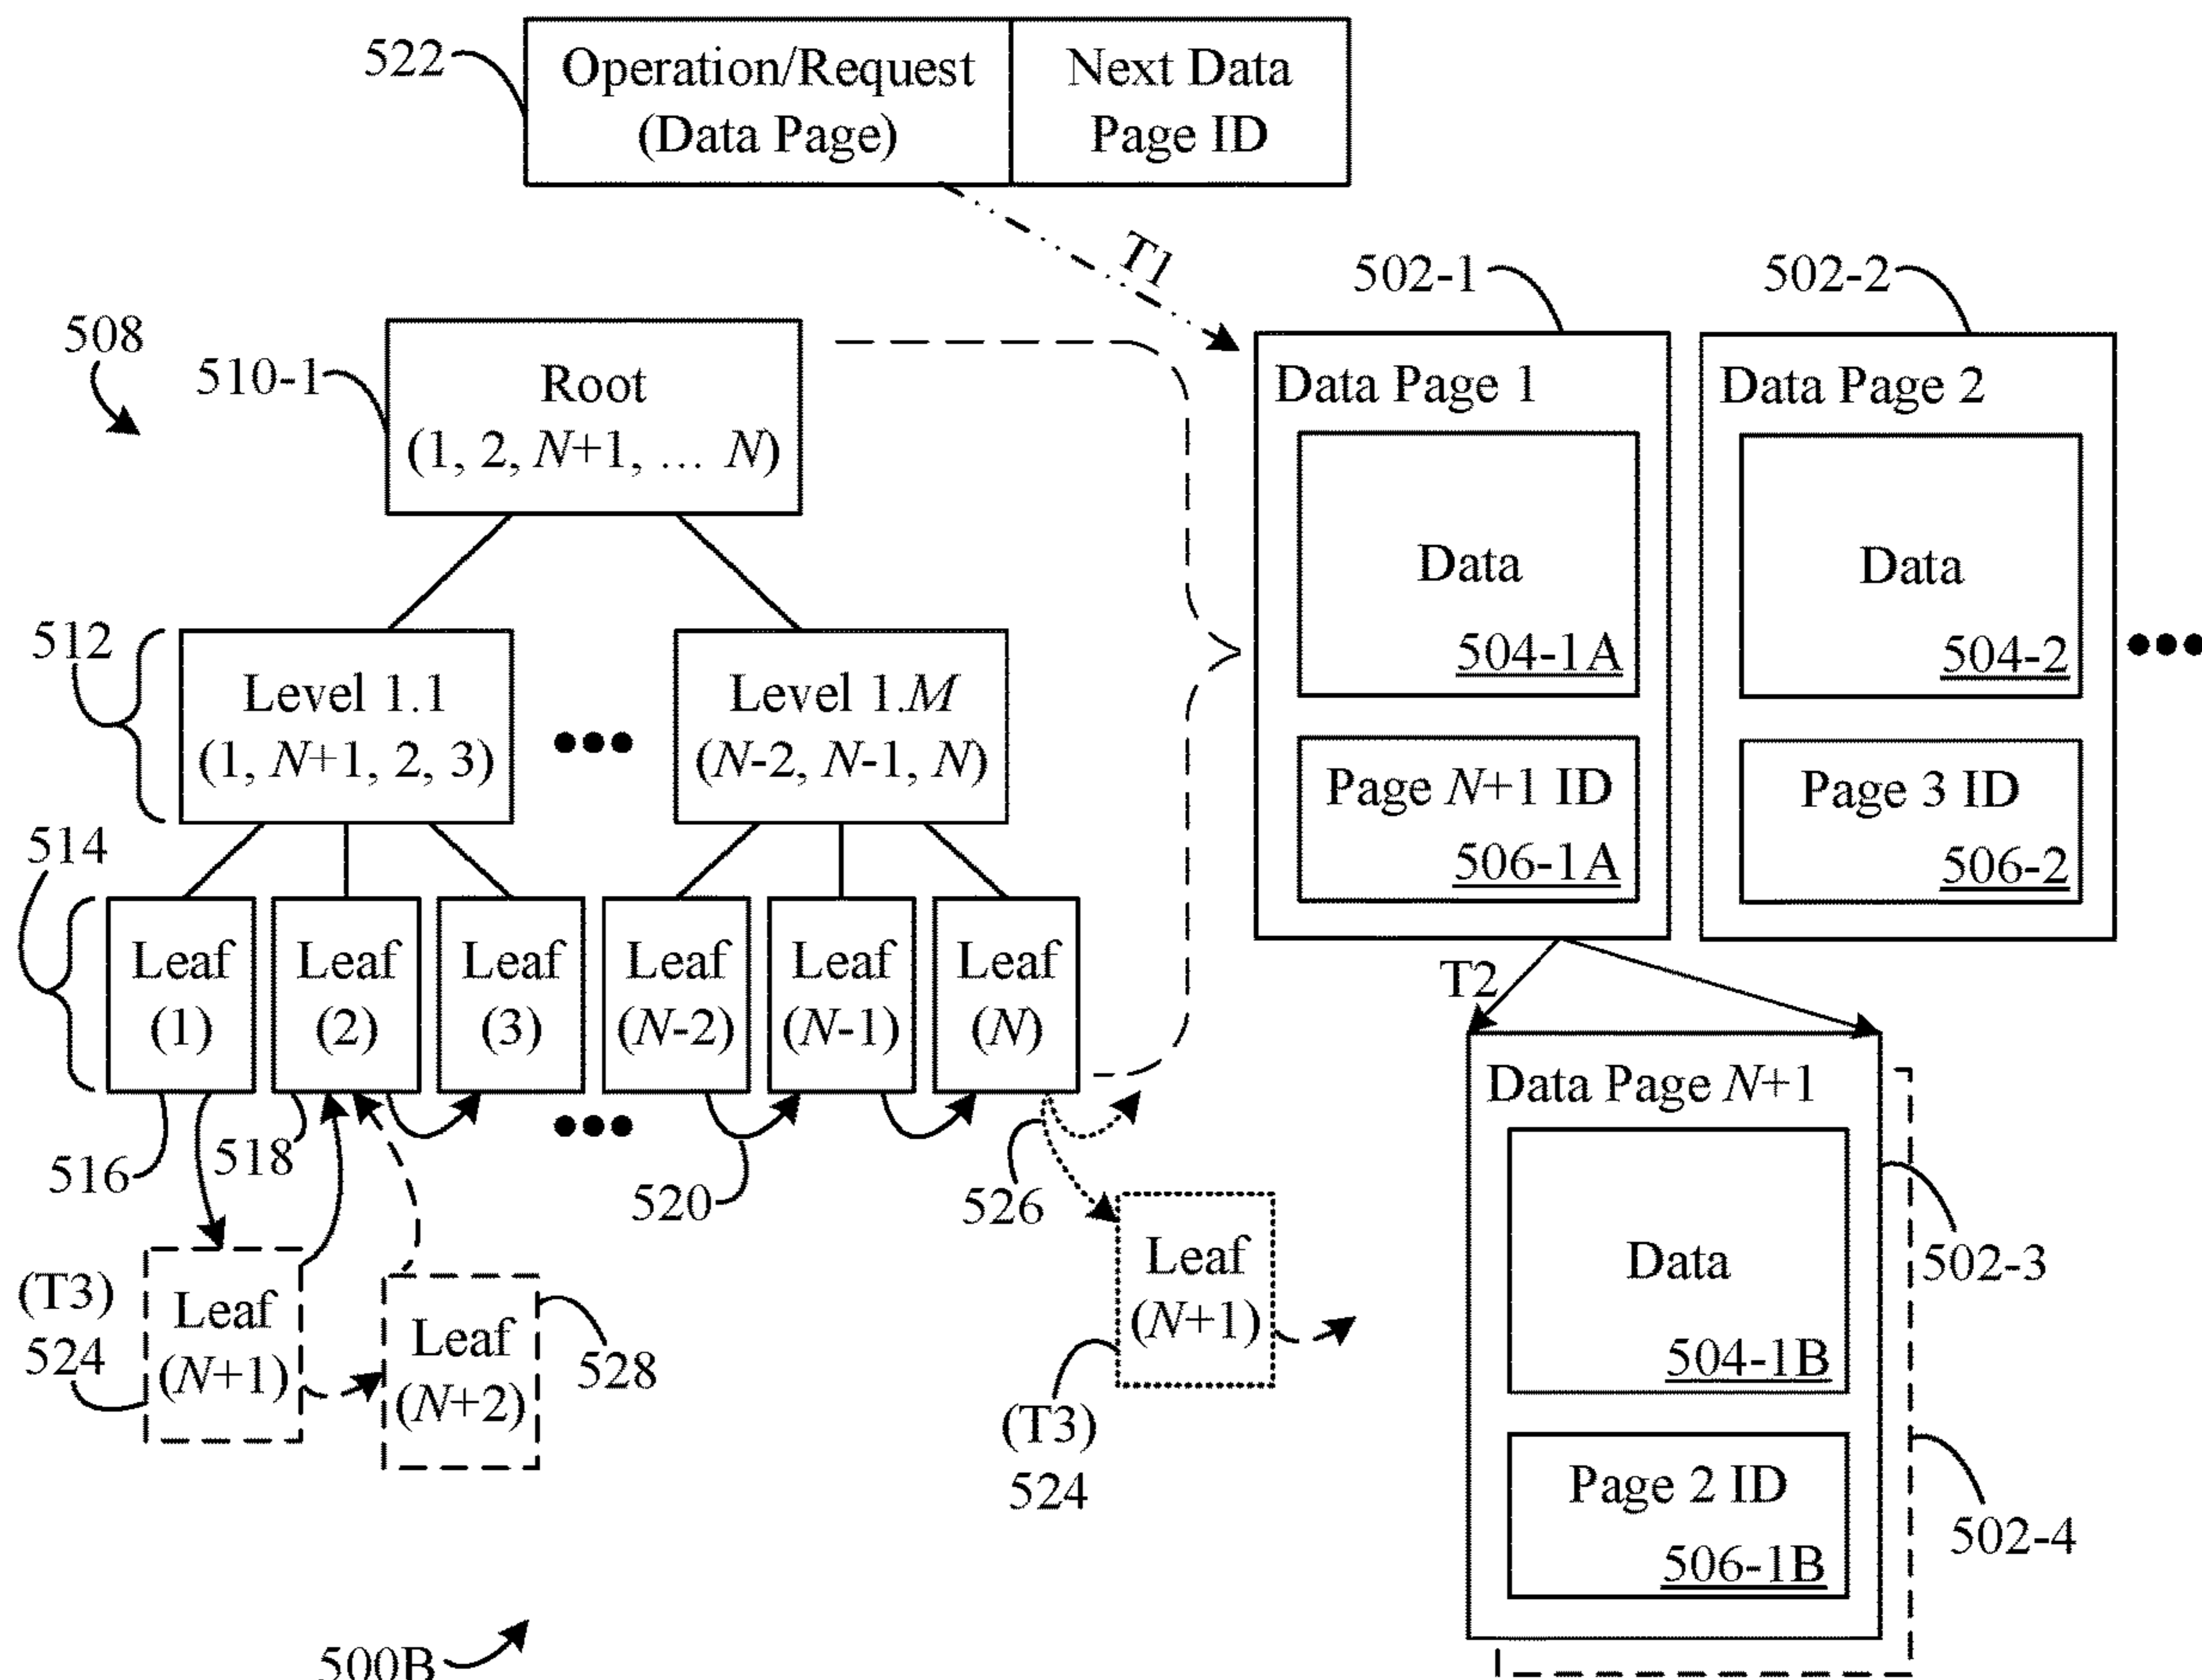 522
Operation/Request
(Data Page)
Next Data
Page ID
T1
502-1
502-2
508
510-1
Root
(1, 2, N+1, ... N)
Data Page 1
Data
504-1A
Page N+1 ID
506-1A
Data Page 2
Data
504-2
Page 3 ID
506-2
512
Level 1.1
(1, N+1, 2, 3)
Level 1.M
(N-2, N-1, N)
514
Leaf
(1)
Leaf
(2)
Leaf
(3)
Leaf
(N-2)
Leaf
(N-1)
Leaf
(N)
T2
516
518
520
526
(T3)
524
Leaf
(N+1)
Leaf
(N+2)
528
Leaf
(N+1)
(T3)
524
Data Page N+1
Data
504-1B
Page 2 ID
506-1B
502-3
502-4
500B